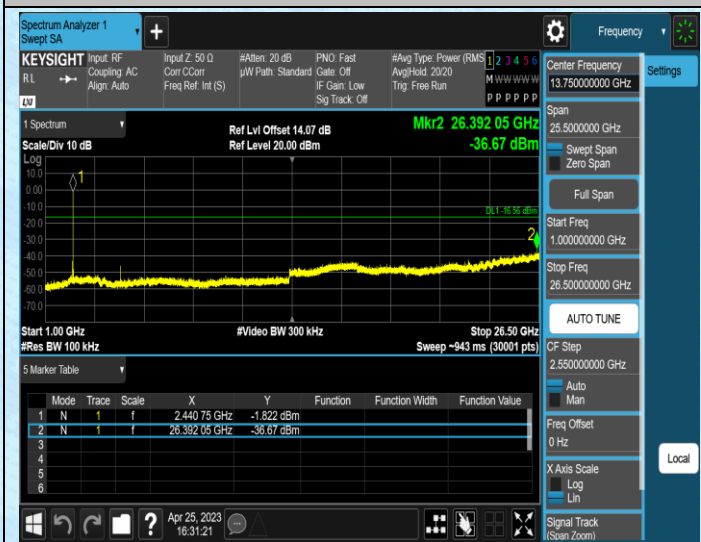 Spectrum Analyzer 1
Swept SA
Frequency
KEYSIGHT
RL
LXI
Input: RF
Coupling: AC
Align: Auto
Input Z: 50 Ω
Corr CCorr
Freq Ref: Int (S)
#Atten: 20 dB
µW Path: Standard
PNO: Fast
Gate: Off
IF Gain: Low
Sig Track: Off
#Avg Type: Power (RMS
Avg|Hold: 20/20
Trig: Free Run
1 2 3 4 5 6
M W W W W W
P P P P P P
1 Spectrum
Scale/Div 10 dB
Ref Lvl Offset 14.07 dB
Ref Level 20.00 dBm
Mkr2 26.392 05 GHz
-36.67 dBm
Log
10.0
0.00
-10.0
-20.0
-30.0
-40.0
-50.0
-60.0
-70.0
1
DL1 -16.56 dBm
2
Start 1.00 GHz
#Res BW 100 kHz
#Video BW 300 kHz
Stop 26.50 GHz
Sweep ~943 ms (30001 pts)
5 Marker Table
Mode Trace Scale X Y Function Function Width Function Value
1 N 1 f 2.440 75 GHz -1.822 dBm
2 N 1 f 26.392 05 GHz -36.67 dBm
3
4
5
6
Apr 25, 2023
16:31:21
Center Frequency
13.750000000 GHz
Span
25.5000000 GHz
Swept Span
Zero Span
Full Span
Start Freq
1.000000000 GHz
Stop Freq
26.500000000 GHz
AUTO TUNE
CF Step
2.550000000 GHz
Auto
Man
Freq Offset
0 Hz
X Axis Scale
Log
Lin
Signal Track
(Span Zoom)
Settings
Local